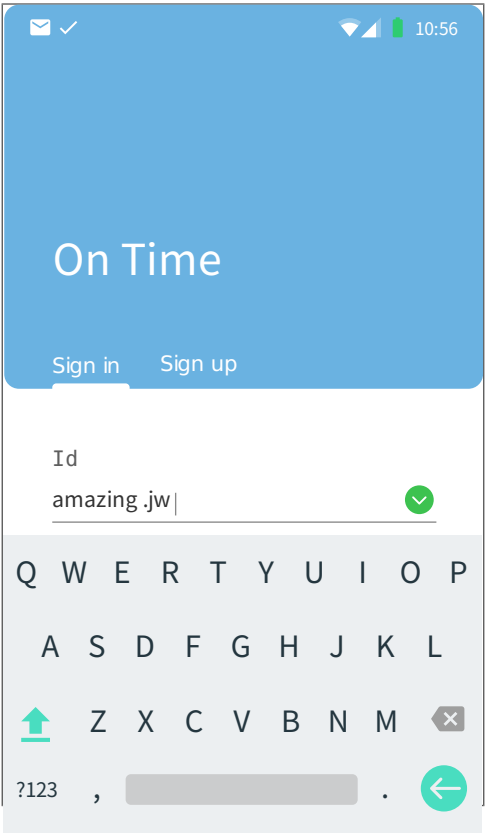 10:56
On Time
Sign in Sign up
Id
amazing .jw
Q W E R T Y U I O P
A S D F G H J K L
Z X C V B N M
?123 , .